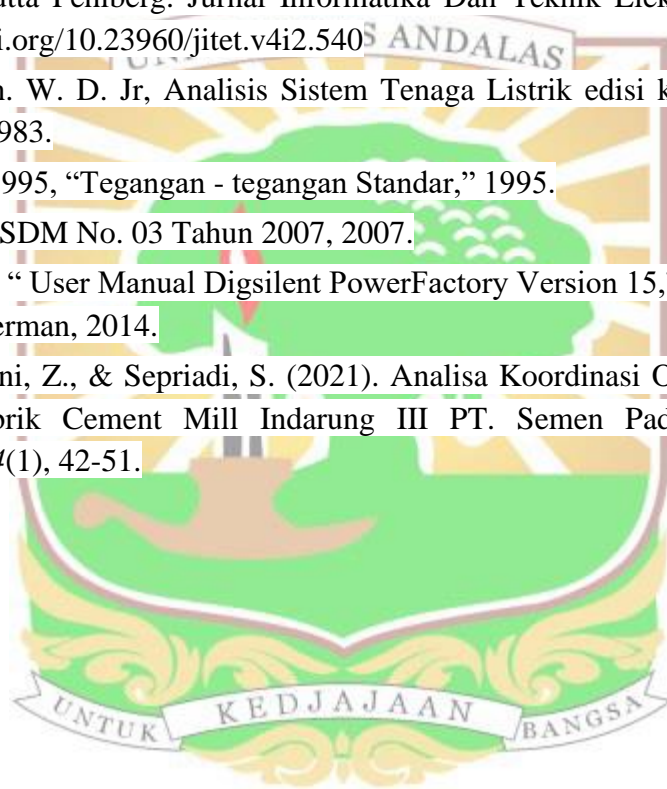 utta Pemberg. Jurnal Informatika Dan Teknik Elek
i.org/10.23960/jitet.v4i2.540
S ANDALAS
n. W. D. Jr, Analisis Sistem Tenaga Listrik edisi k
983.
995, “Tegangan - tegangan Standar,” 1995.
SDM No. 03 Tahun 2007, 2007.
“ User Manual Digsilent PowerFactory Version 15,
erman, 2014.
ni, Z., & Sepriadi, S. (2021). Analisa Koordinasi O
brik Cement Mill Indarung III PT. Semen Pad
4(1), 42-51.
UNTUK KEDJAJAAN BANGSA